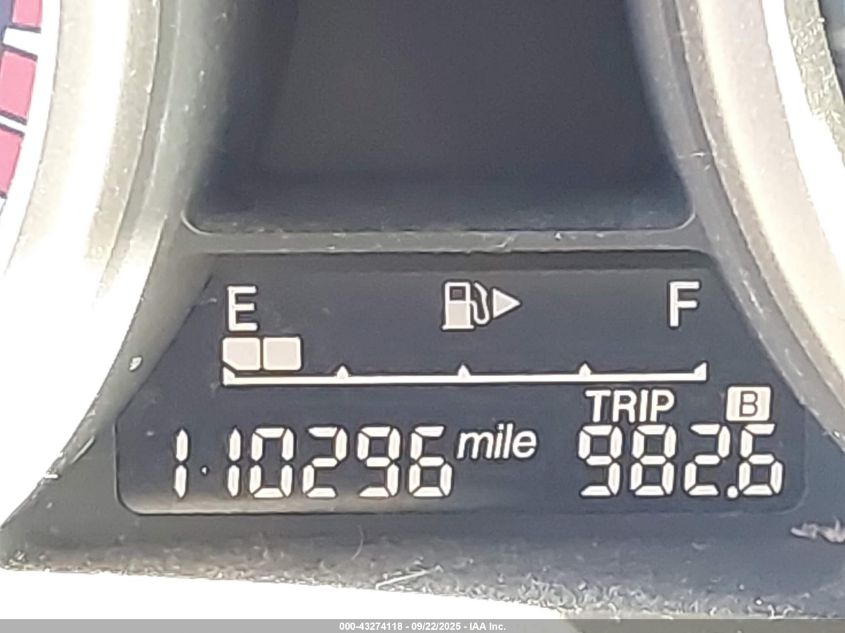 E F
TRIP B
110296 mile 982.6
000-43274118 - 09/22/2025 - IAA Inc.